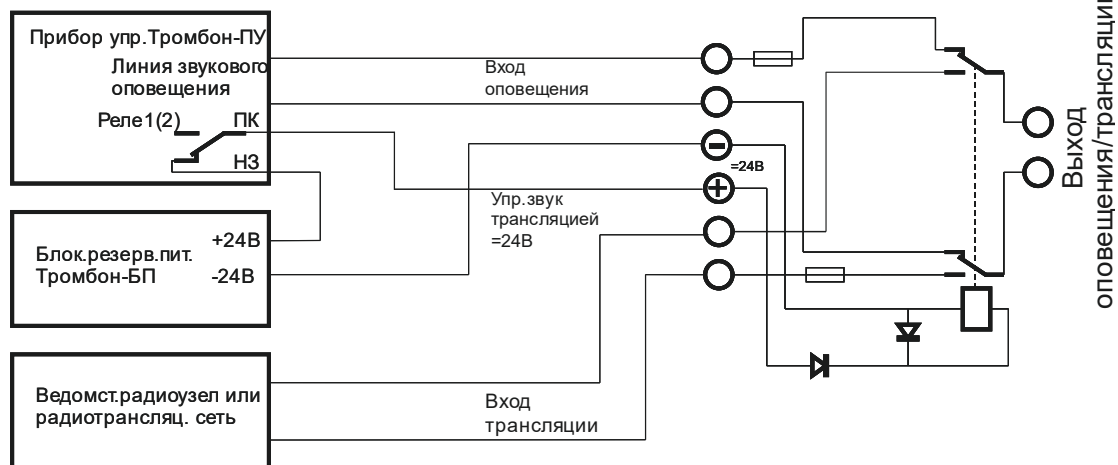 Прибор упр.Тромбон-ПУ
Линия звукового
оповещения
Реле1(2)
ПК
НЗ
Вход
оповещения
=24В
Упр.звук
трансляцией
=24В
Блок.резерв.пит.
Тромбон-БП
+24В
-24В
Ведомст.радиоузел или
радиотрансляц. сеть
Вход
трансляции
Выход
оповещения/трансляции